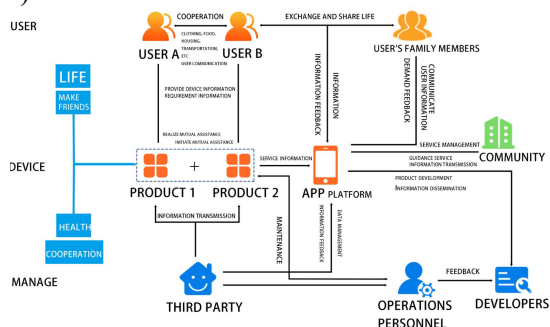 USER
COOPERATION
EXCHANGE AND SHARE LIFE
USER A
USER B
CLOTHING, FOOD,
HOUSING,
TRANSPORTATION,
ETC
USER COMMUNICATION
USER'S FAMILY MEMBERS
LIFE
MAKE
FRIENDS
PROVIDE DEVICE INFORMATION
REQUIREMENT INFORMATION
INFORMATION FEEDBACK
INFORMATION
DEMAND FEEDBACK
COMMUNICATE
USER INFORMATION
REALIZE MUTUAL ASSISTANCE
INITIATE MUTUAL ASSISTANCE
SERVICE MANAGEMENT
COMMUNITY
DEVICE
+
SERVICE INFORMATION
GUIDANCE SERVICE
INFORMATION TRANSMISSION
PRODUCT 1
PRODUCT 2
APP PLATFORM
PRODUCT DEVELOPMENT
INFORMATION DISSEMINATION
INFORMATION TRANSMISSION
MAINTENANCE
INFORMATION FEEDBACK
DATA MANAGEMENT
HEALTH
COOPERATION
MANAGE
THIRD PARTY
FEEDBACK
OPERATIONS
PERSONNEL
DEVELOPERS